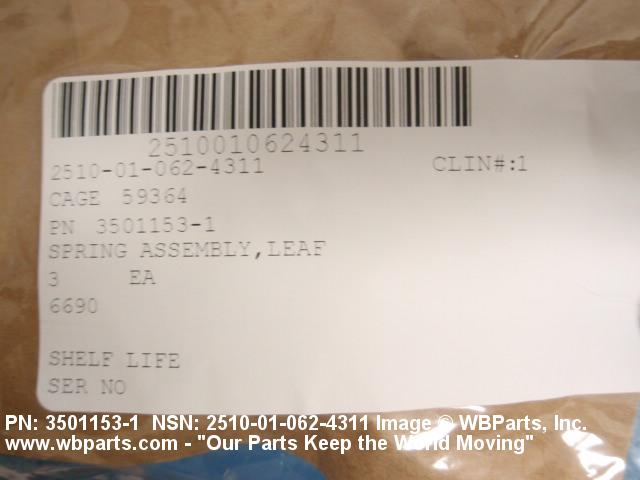 2510010624311
2510-01-062-4311 CLIN#:1
CAGE 59364
PN 3501153-1
SPRING ASSEMBLY,LEAF
3 EA
6690
SHELF LIFE
SER NO
PN: 3501153-1 NSN: 2510-01-062-4311 Image © WBParts, Inc.
www.wbparts.com - "Our Parts Keep the World Moving"